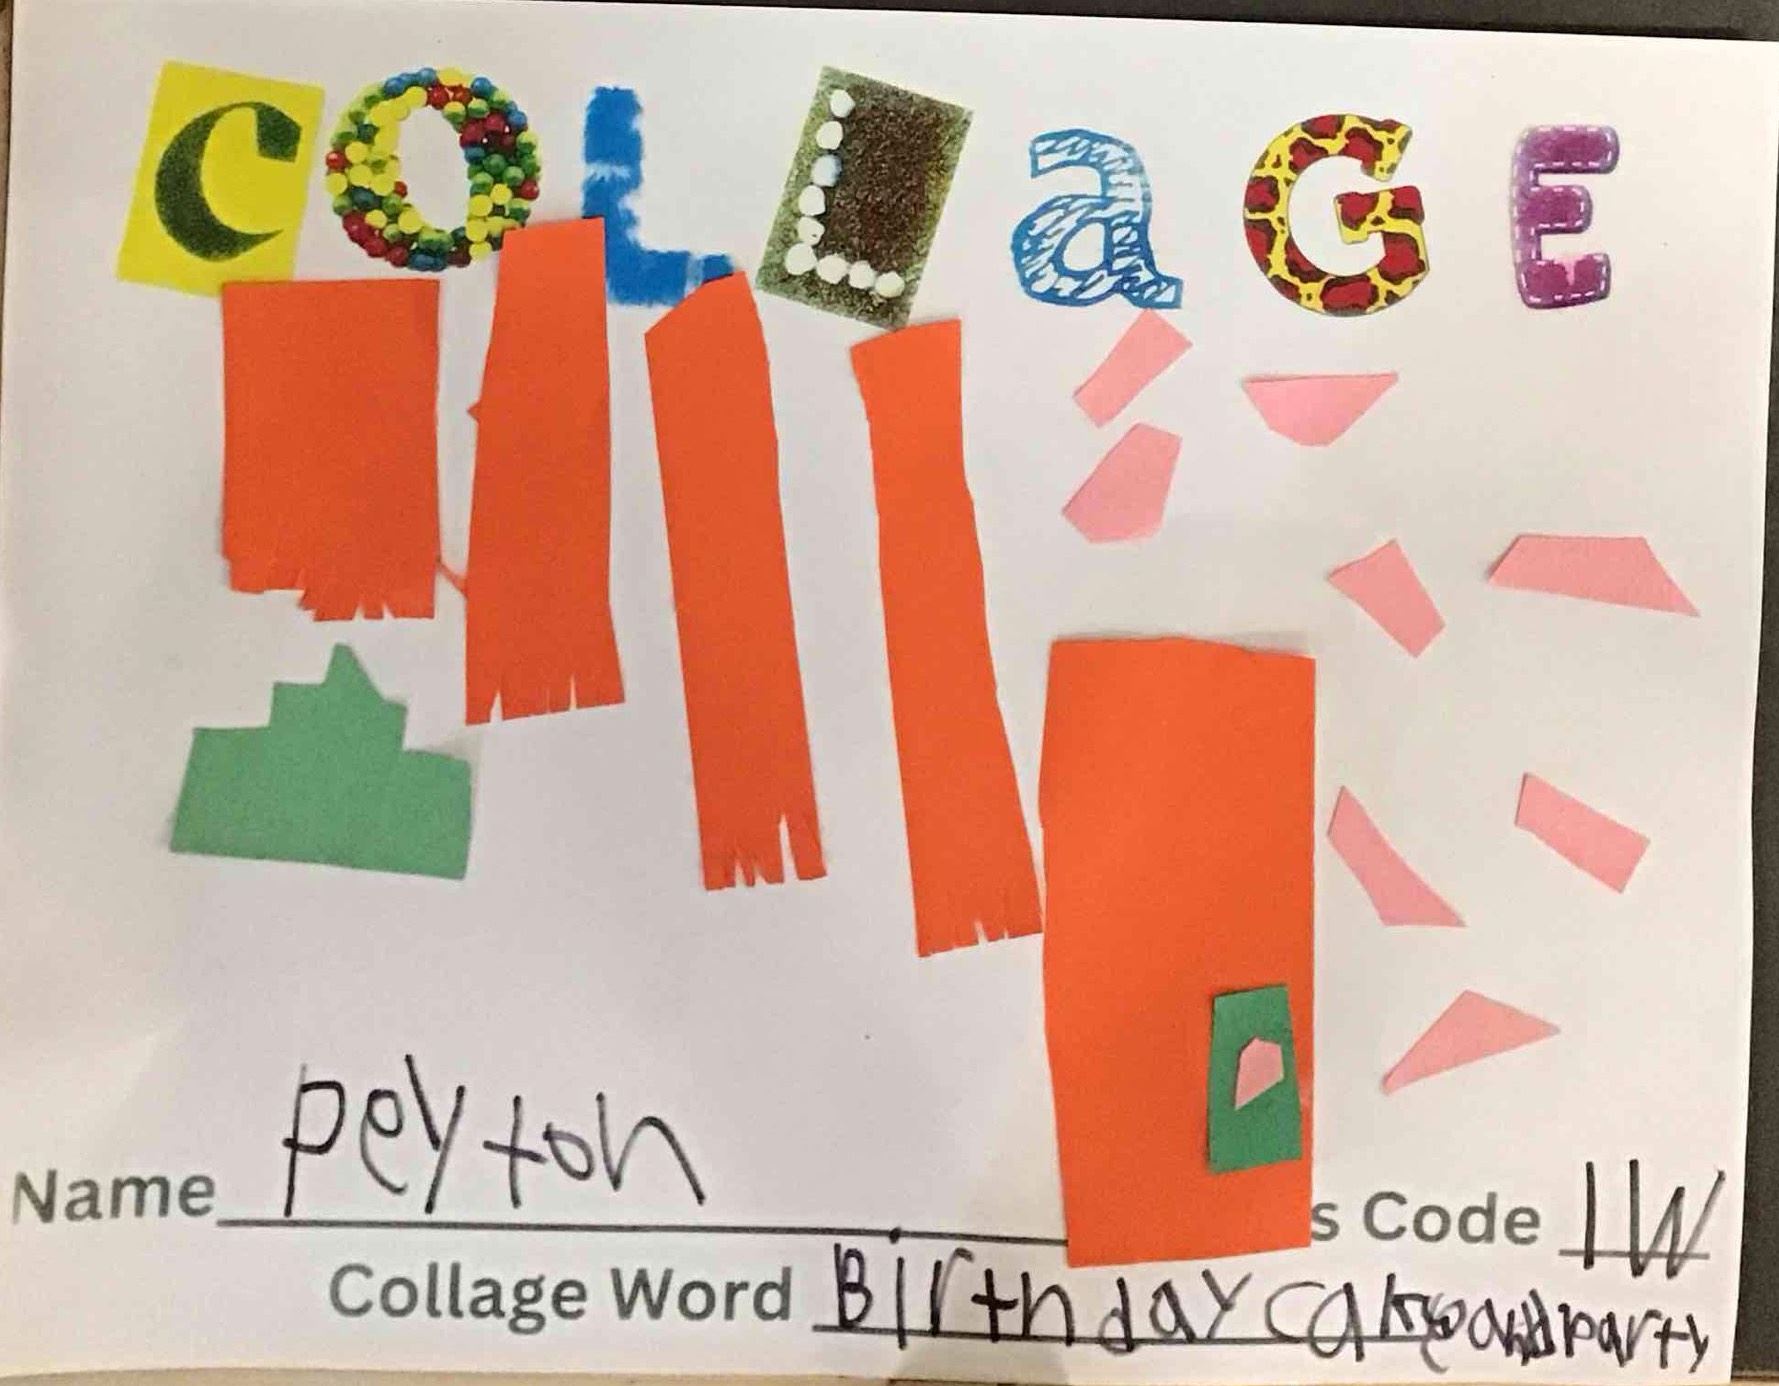 COLLaGE
Name Peyton s Code 1W
Collage Word Birthday cake and party